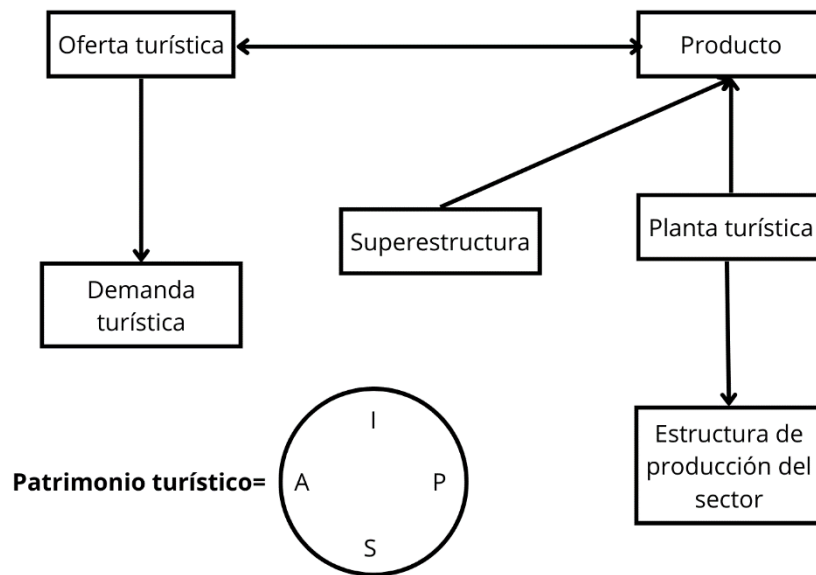 Oferta turística
Producto
Superestructura
Planta turística
Demanda
turística
Estructura de
producción del
sector
Patrimonio turístico=
I
A
P
S